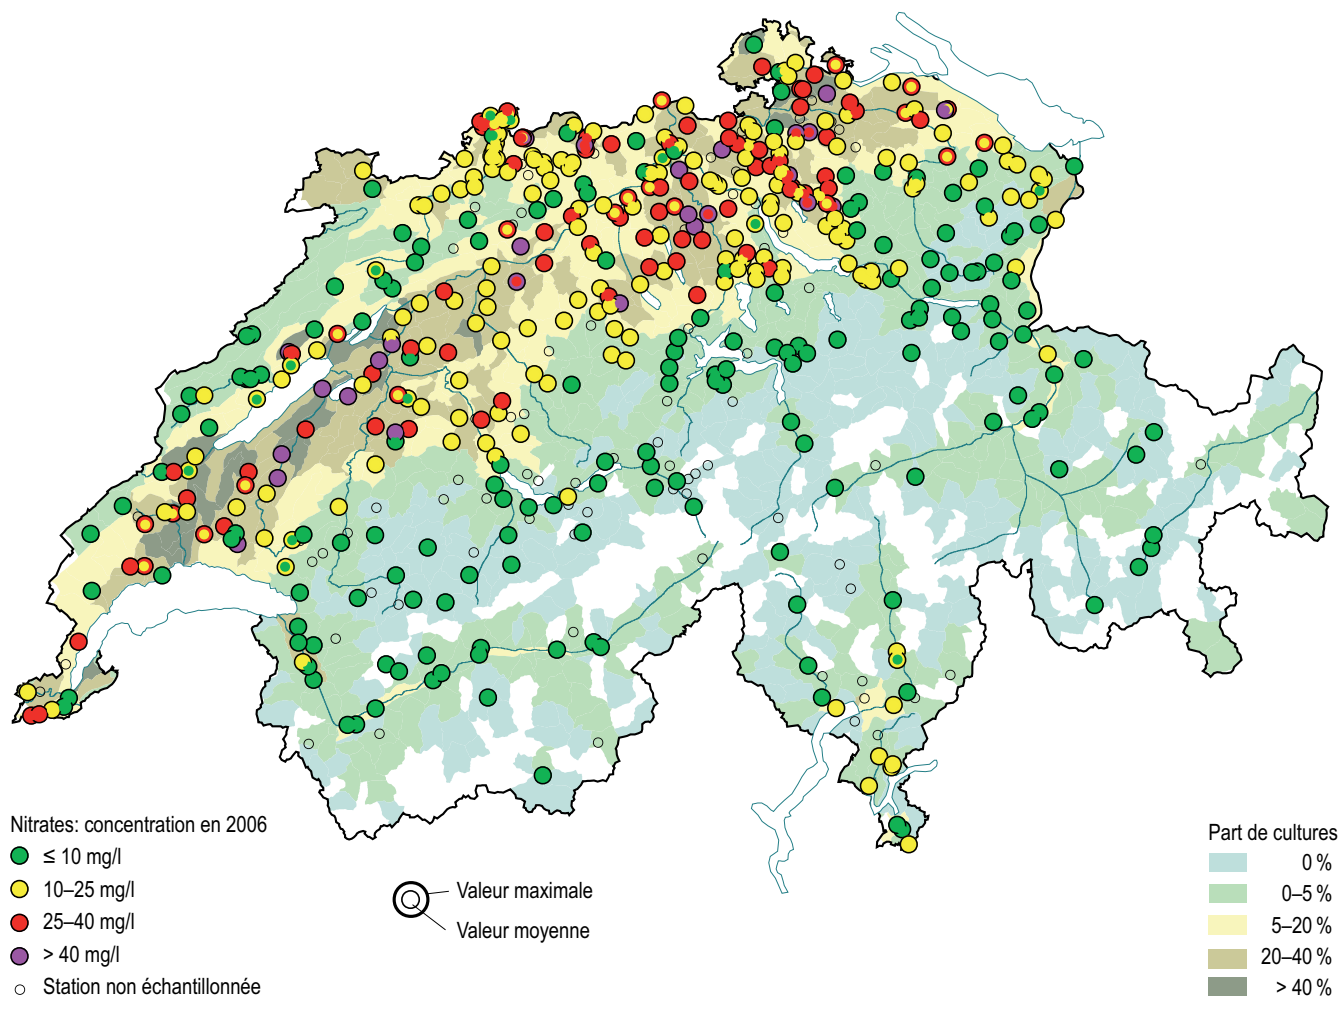 Nitrates: concentration en 2006
≤ 10 mg/l
10–25 mg/l
25–40 mg/l
> 40 mg/l
Station non échantillonnée
Valeur maximale
Valeur moyenne
Part de cultures
0 %
0–5 %
5–20 %
20–40 %
> 40 %